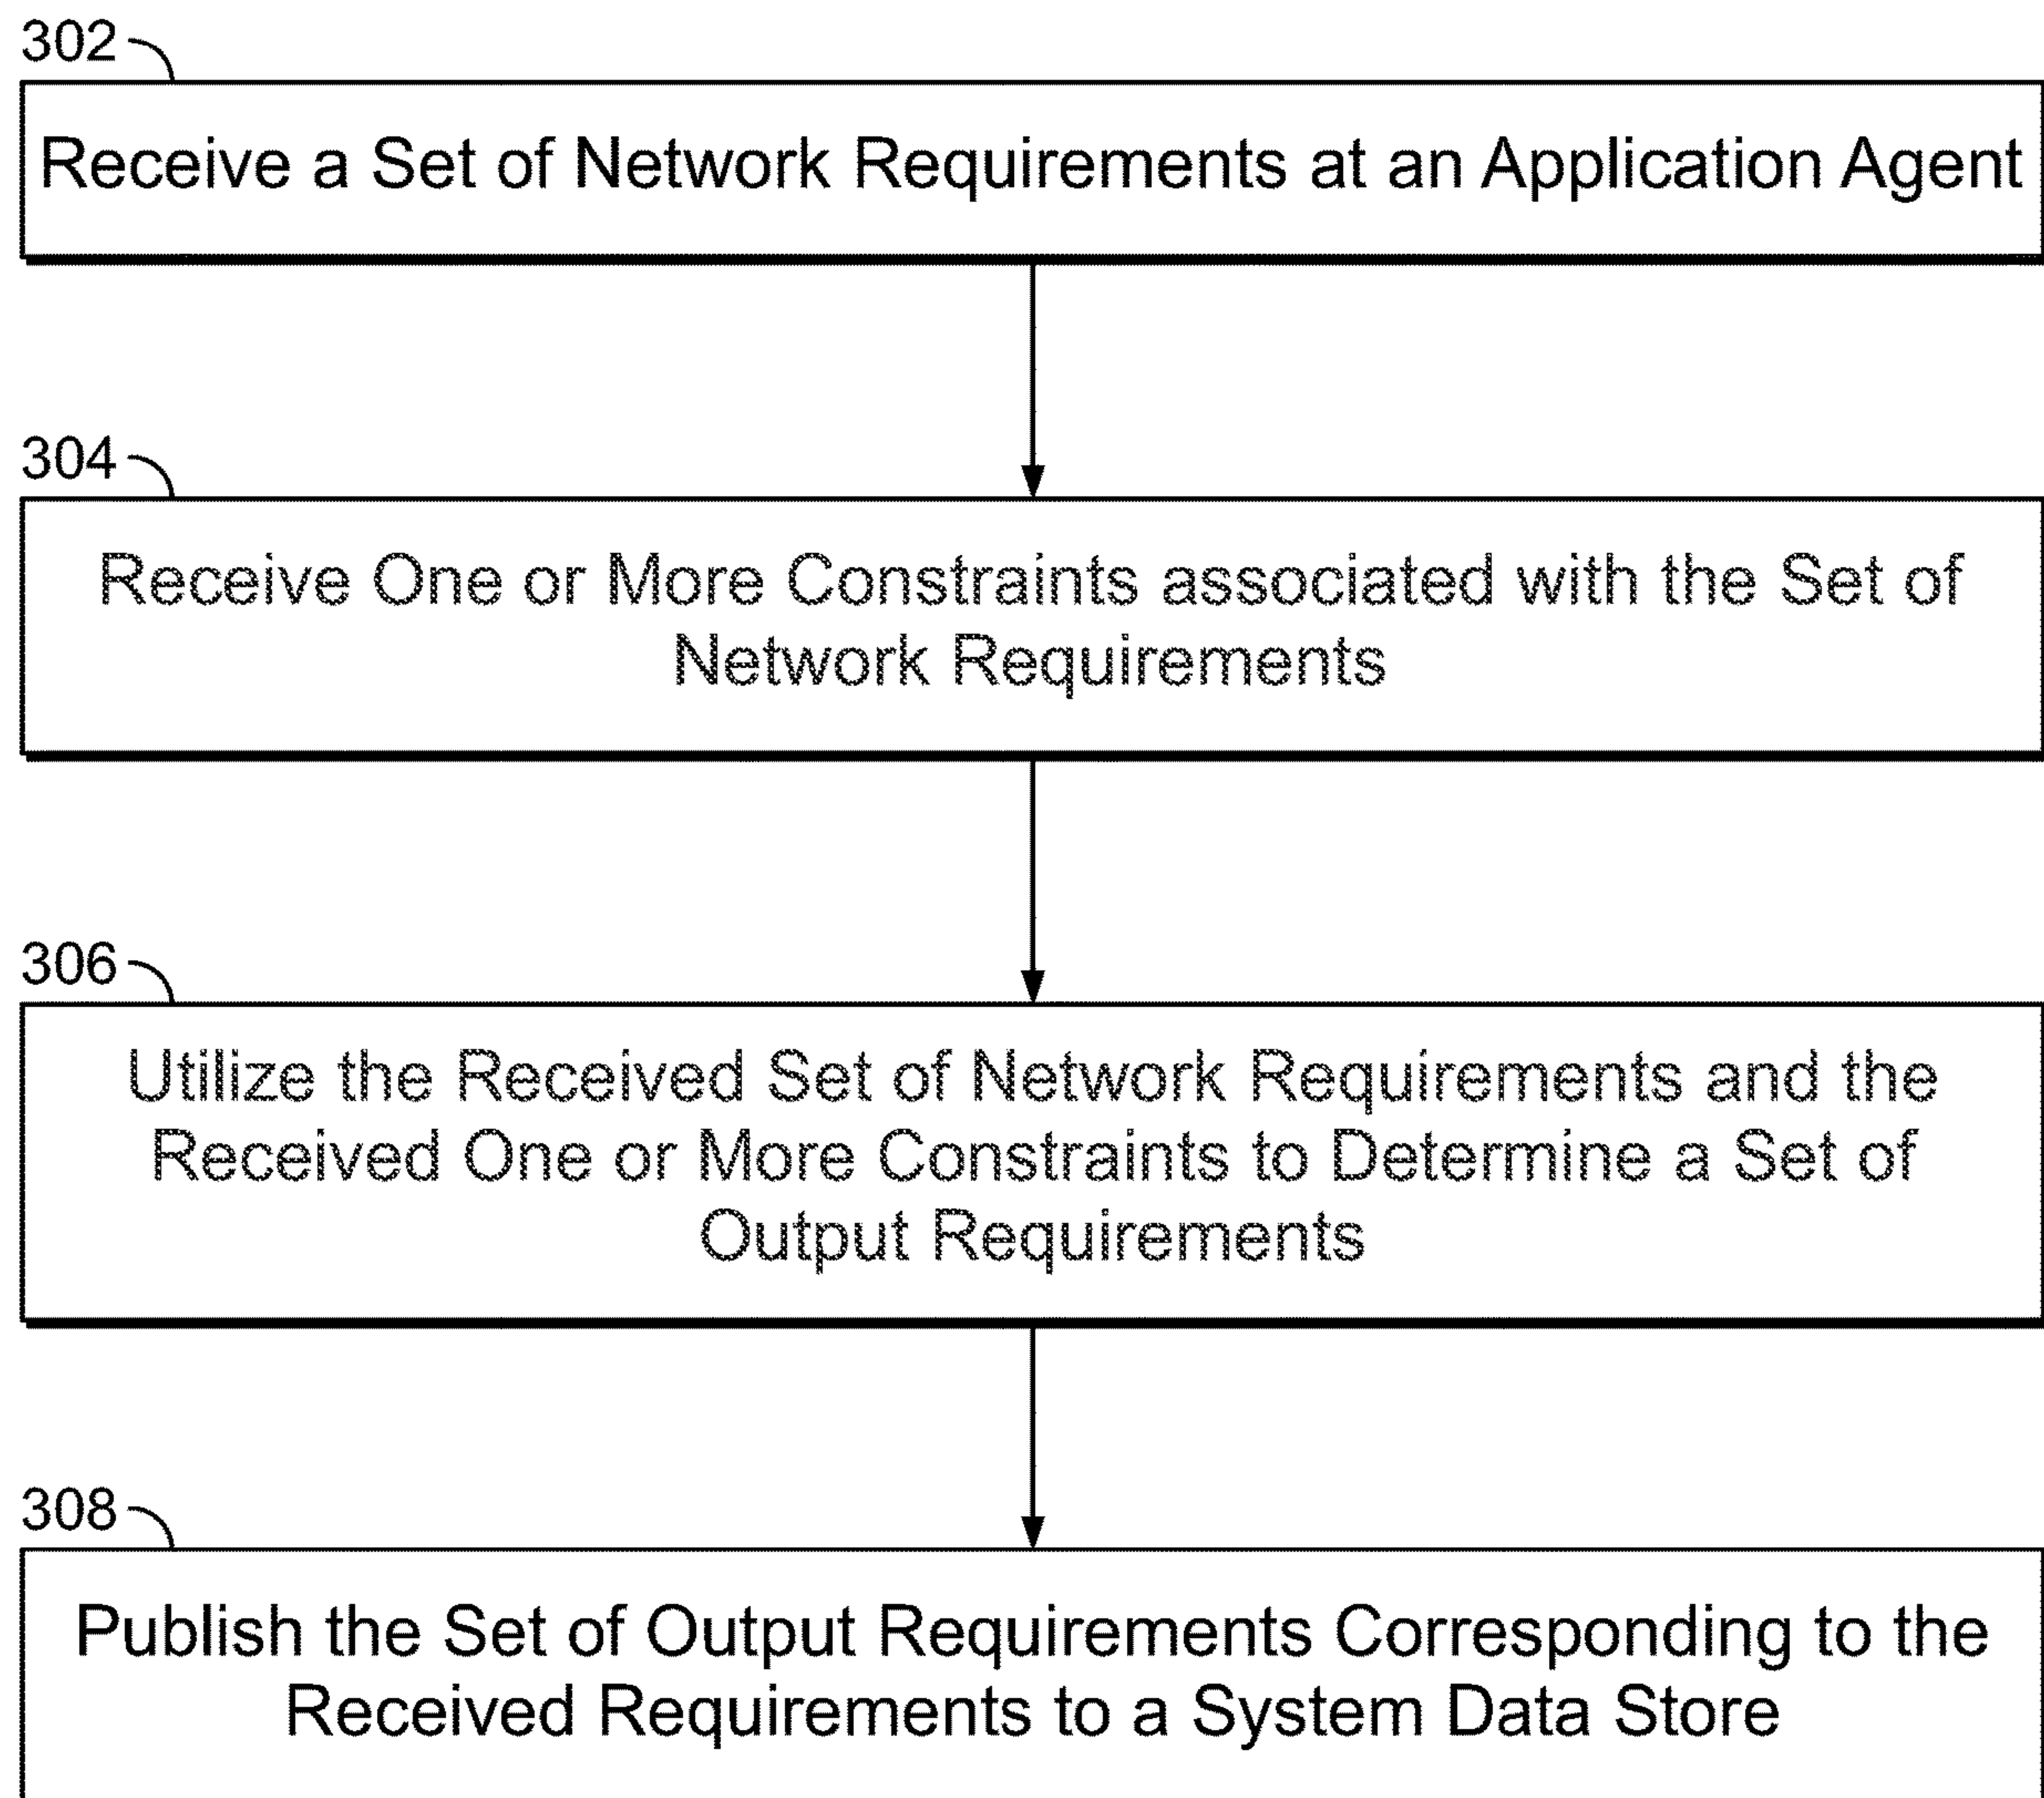 302
Receive a Set of Network Requirements at an Application Agent
304
Receive One or More Constraints associated with the Set of
Network Requirements
306
Utilize the Received Set of Network Requirements and the
Received One or More Constraints to Determine a Set of
Output Requirements
308
Publish the Set of Output Requirements Corresponding to the
Received Requirements to a System Data Store